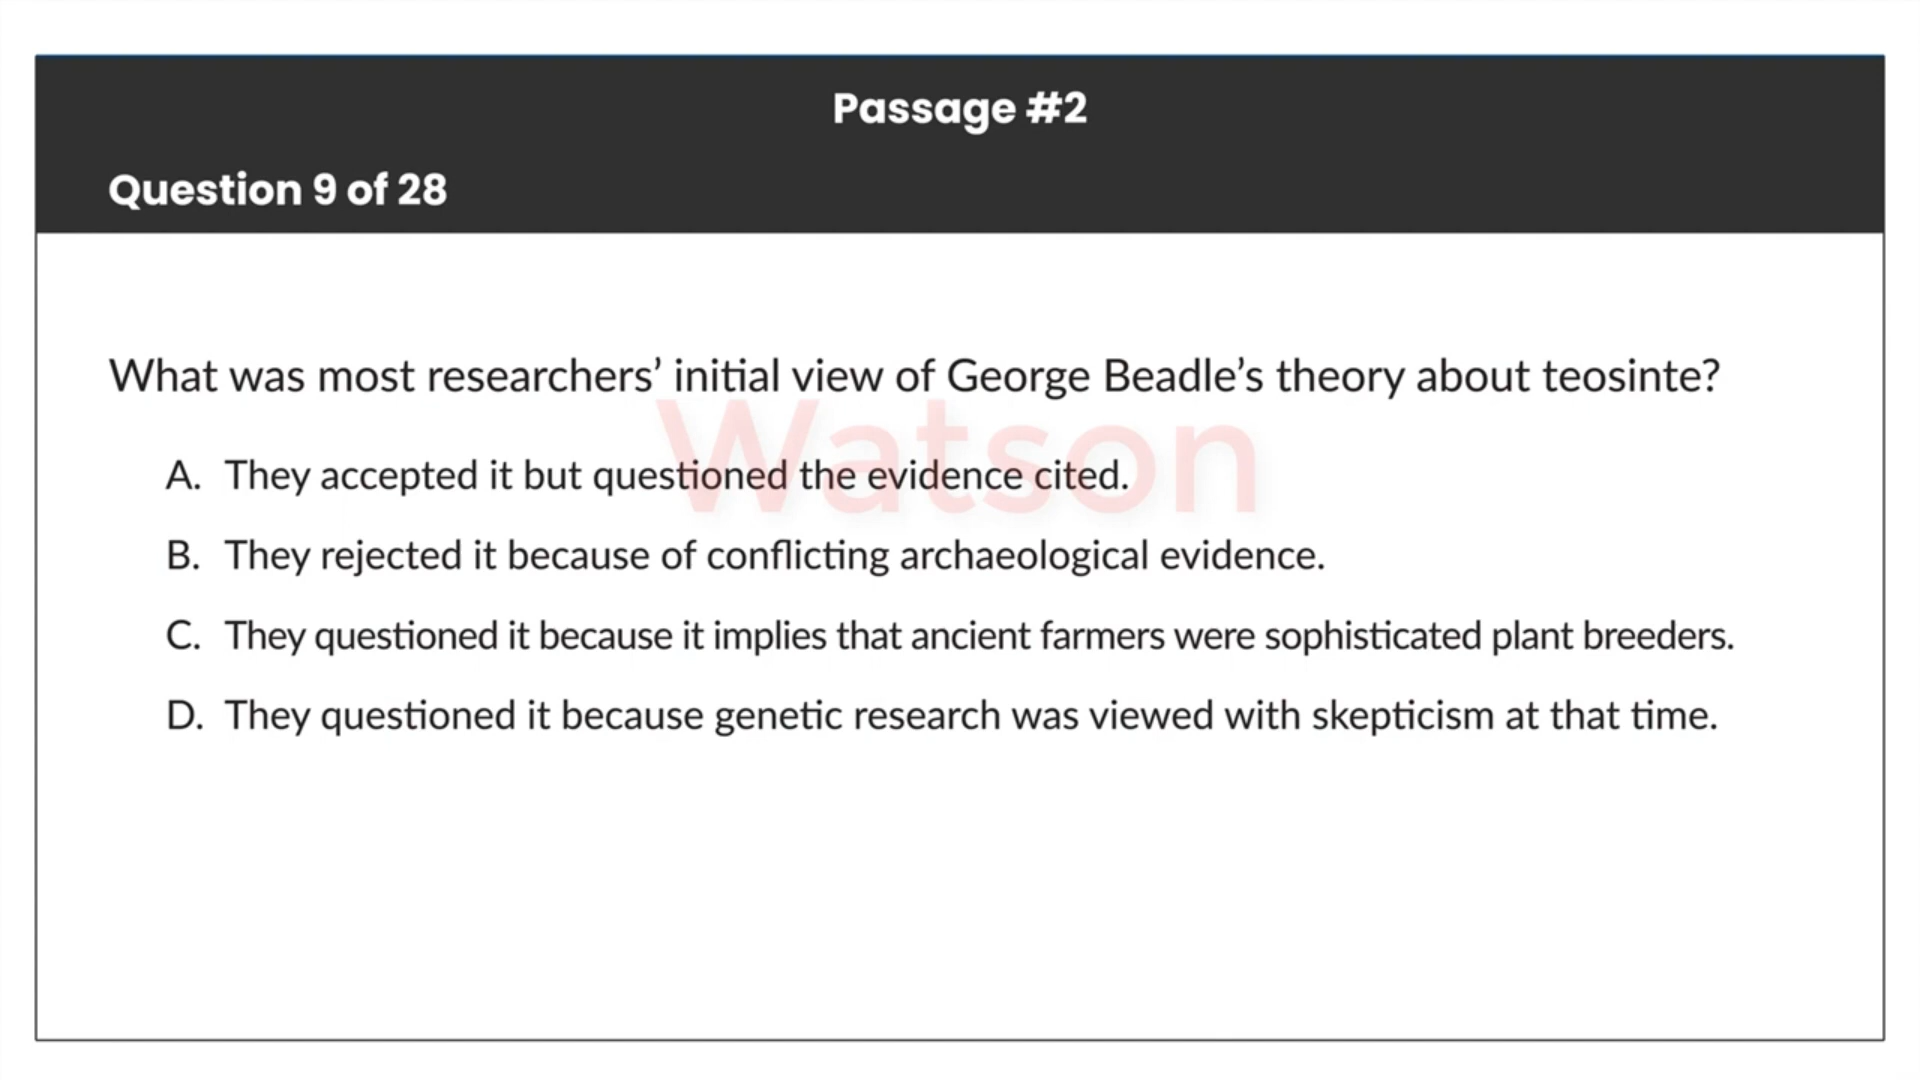 Passage #2
Question 9 of 28
What was most researchers’ initial view of George Beadle’s theory about teosinte?
Watson
A. They accepted it but questioned the evidence cited.
B. They rejected it because of conflicting archaeological evidence.
C. They questioned it because it implies that ancient farmers were sophisticated plant breeders.
D. They questioned it because genetic research was viewed with skepticism at that time.